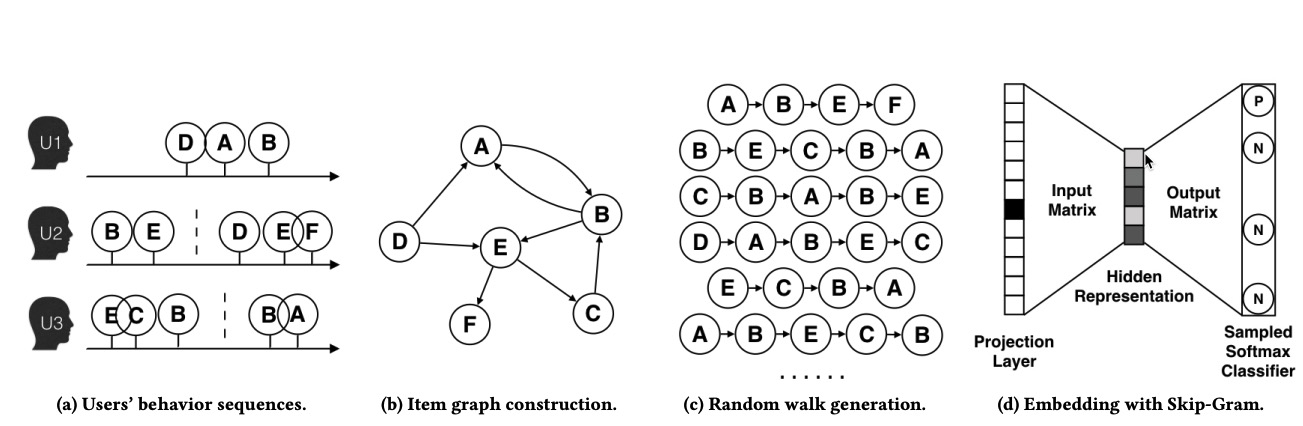 U1
D A B
U2
B E D E F
U3
E C B B A
(a) Users' behavior sequences.
A
B
D
E
C
F
(b) Item graph construction.
A B E F
B E C B A
C B A B E
D A B E C
E C B A
A B E C B
. . . . . .
(c) Random walk generation.
P
N
N
N
Input
Matrix
Output
Matrix
Hidden
Representation
Projection
Layer
Sampled
Softmax
Classifier
(d) Embedding with Skip-Gram.